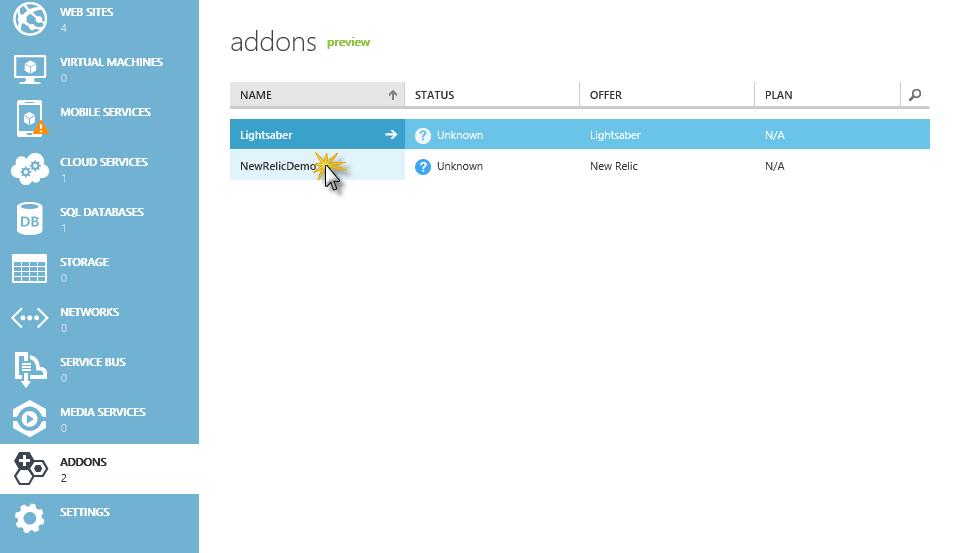 WEB SITES
4
VIRTUAL MACHINES
0
MOBILE SERVICES
CLOUD SERVICES
1
DB
SQL DATABASES
1
STORAGE
0
NETWORKS
0
SERVICE BUS
0
MEDIA SERVICES
0
ADDONS
2
SETTINGS
addons preview
NAME STATUS OFFER PLAN
Lightsaber ? Unknown Lightsaber N/A
NewRelicDemo ? Unknown New Relic N/A